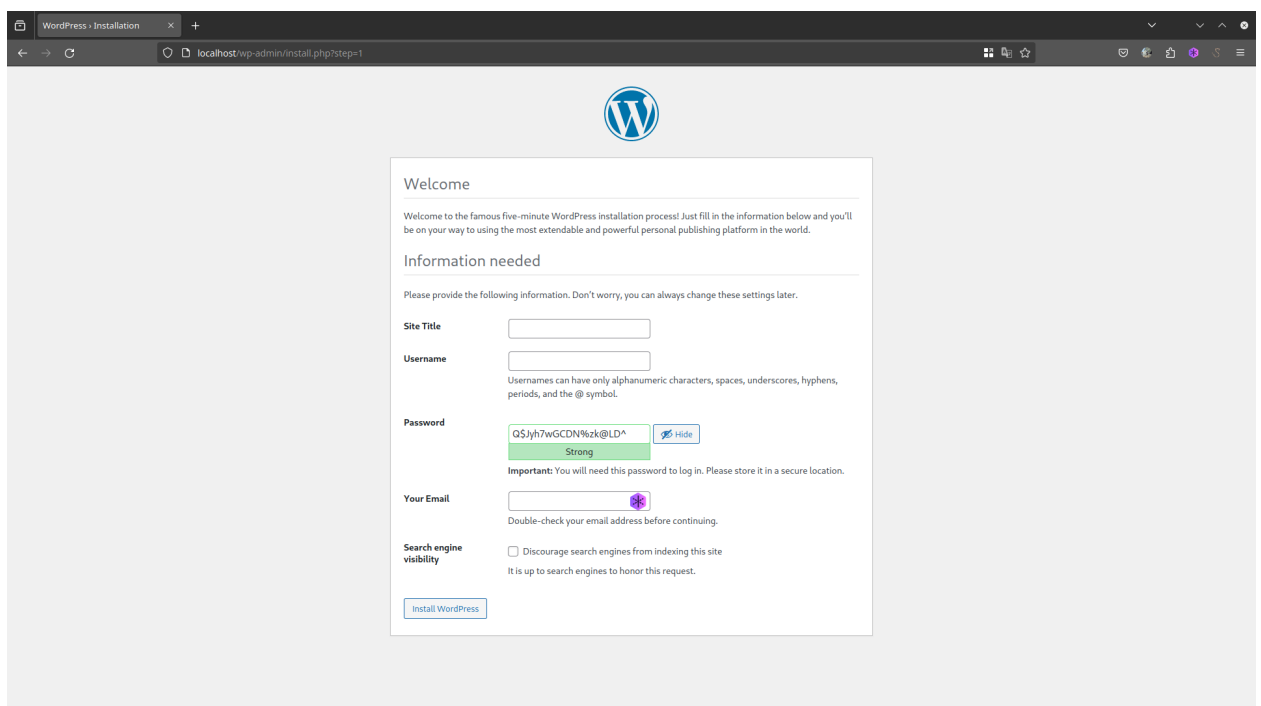 WordPress › Installation
localhost/wp-admin/install.php?step=1
Welcome
Welcome to the famous five-minute WordPress installation process! Just fill in the information below and you'll
be on your way to using the most extendable and powerful personal publishing platform in the world.
Information needed
Please provide the following information. Don't worry, you can always change these settings later.
Site Title
Username
Usernames can have only alphanumeric characters, spaces, underscores, hyphens,
periods, and the @ symbol.
Password
Q$Jyh7wGCDN%zk@LD^
Hide
Strong
Important: You will need this password to log in. Please store it in a secure location.
Your Email
Double-check your email address before continuing.
Search engine
visibility
Discourage search engines from indexing this site
It is up to search engines to honor this request.
Install WordPress